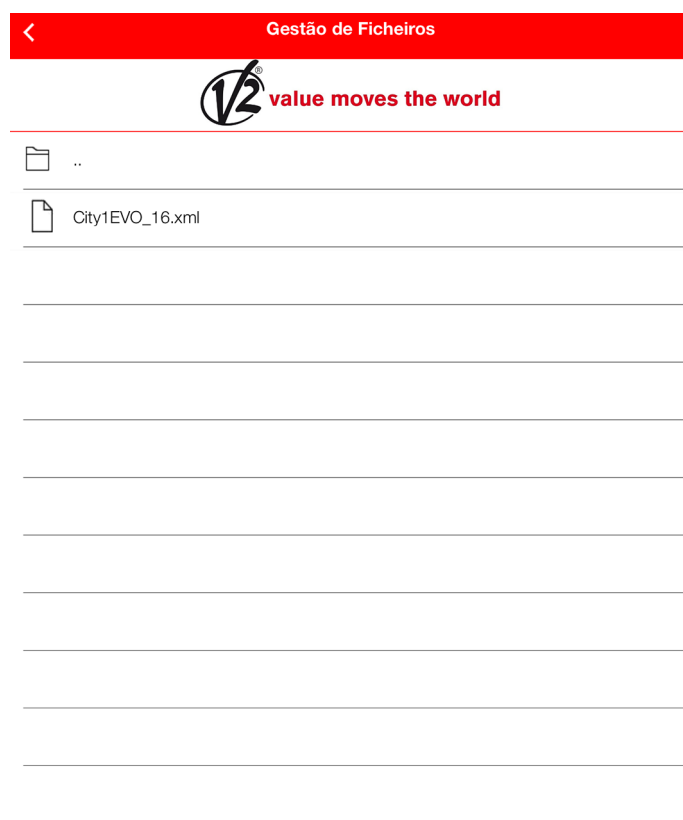 Gestão de Ficheiros
V2® value moves the world
..
City1EVO_16.xml